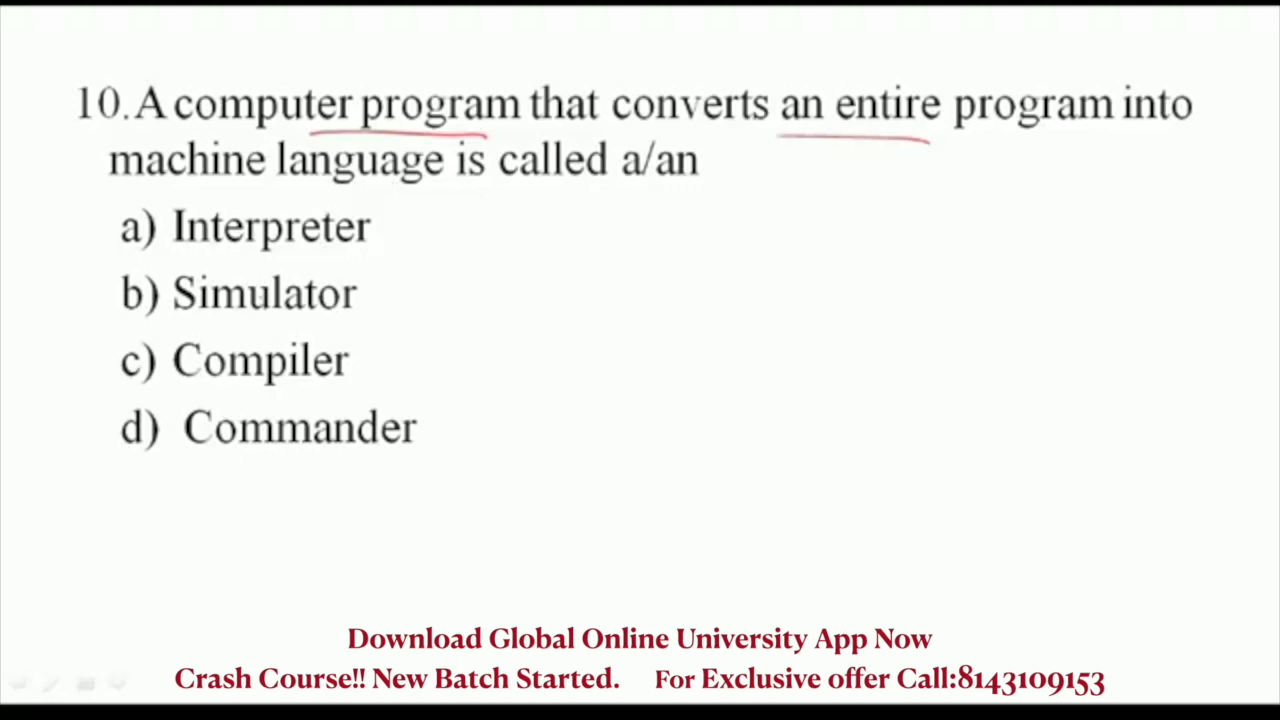 10. A computer program that converts an entire program into
machine language is called a/an
a) Interpreter
b) Simulator
c) Compiler
d) Commander
Download Global Online University App Now
Crash Course!! New Batch Started. For Exclusive offer Call:8143109153